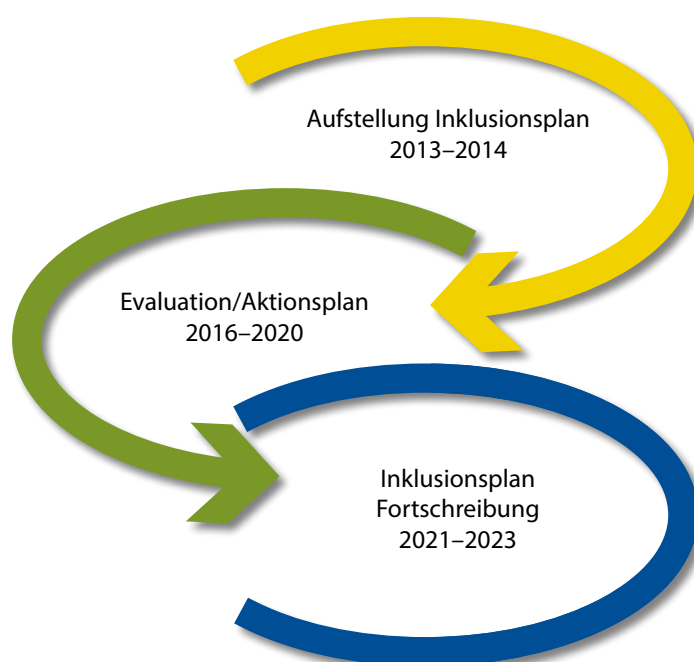 Aufstellung Inklusionsplan
2013–2014
Evaluation/Aktionsplan
2016–2020
Inklusionsplan
Fortschreibung
2021–2023